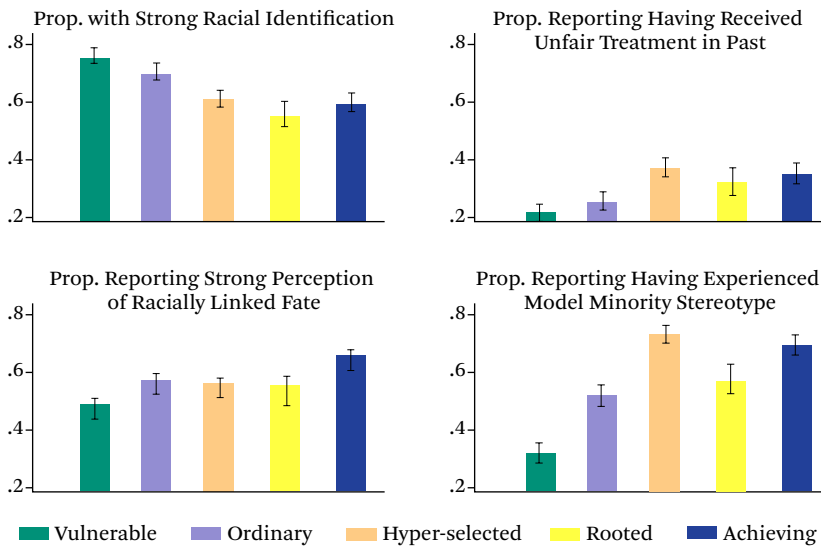 Prop. with Strong Racial Identification
.8
.6
.4
.2
Prop. Reporting Having Received
Unfair Treatment in Past
.8
.6
.4
.2
Prop. Reporting Strong Perception
of Racially Linked Fate
.8
.6
.4
.2
Prop. Reporting Having Experienced
Model Minority Stereotype
.8
.6
.4
.2
Vulnerable Ordinary Hyper-selected Rooted Achieving